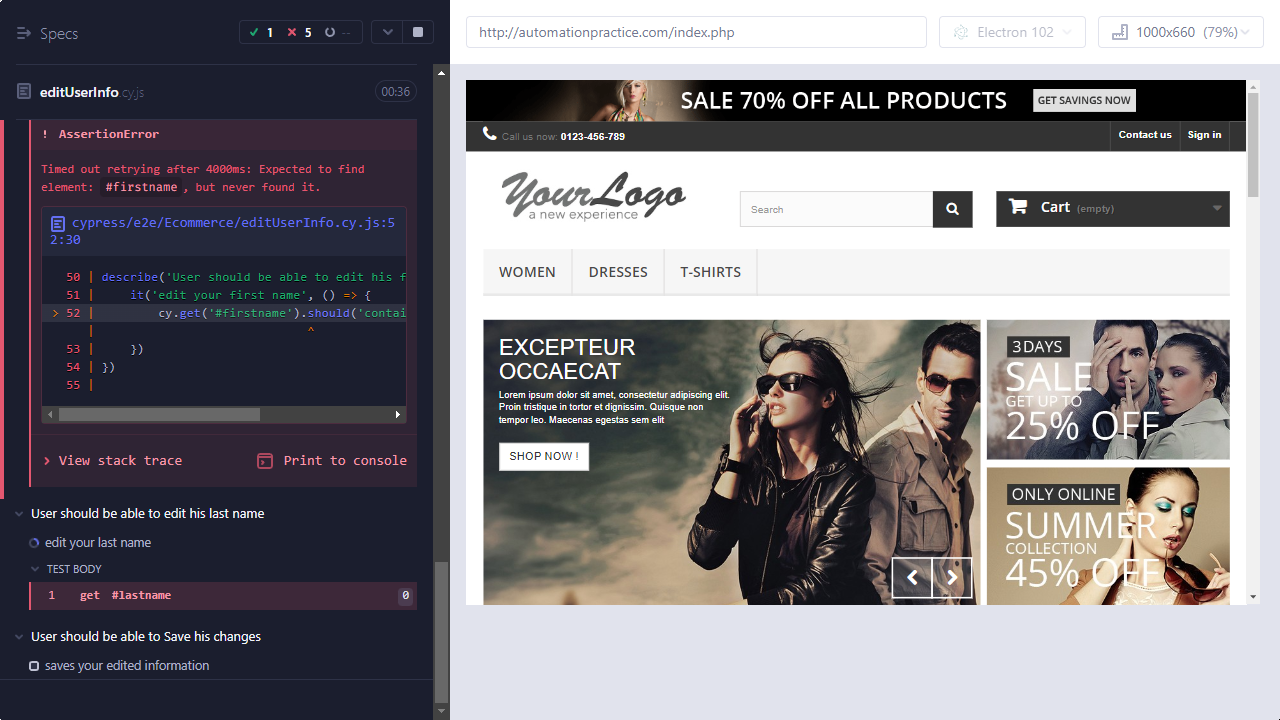 Specs
1
5
--
editUserInfo.cy.js
00:36
! AssertionError
Timed out retrying after 4000ms: Expected to find
element: #firstname, but never found it.
cypress/e2e/Ecommerce/editUserInfo.cy.js:5
2:30
50 | describe('User should be able to edit his f
51 |     it('edit your first name', () => {
> 52 |         cy.get('#firstname').should('contai
|                              ^
53 |     })
54 | })
55 |
View stack trace
Print to console
User should be able to edit his last name
edit your last name
TEST BODY
1 get #lastname 0
User should be able to Save his changes
saves your edited information
http://automationpractice.com/index.php
Electron 102
1000x660 (79%)
SALE 70% OFF ALL PRODUCTS
GET SAVINGS NOW
Call us now: 0123-456-789
Contact us
Sign in
YourLogo
a new experience
Search
Cart (empty)
WOMEN
DRESSES
T-SHIRTS
EXCEPTEUR
OCCAECAT
Lorem ipsum dolor sit amet, consectetur adipiscing elit.
Proin tristique in tortor et dignissim. Quisque non
tempor leo. Maecenas egestas sem elit
SHOP NOW !
3 DAYS
SALE
GET UP TO
25% OFF
ONLY ONLINE
SUMMER
COLLECTION
45% OFF